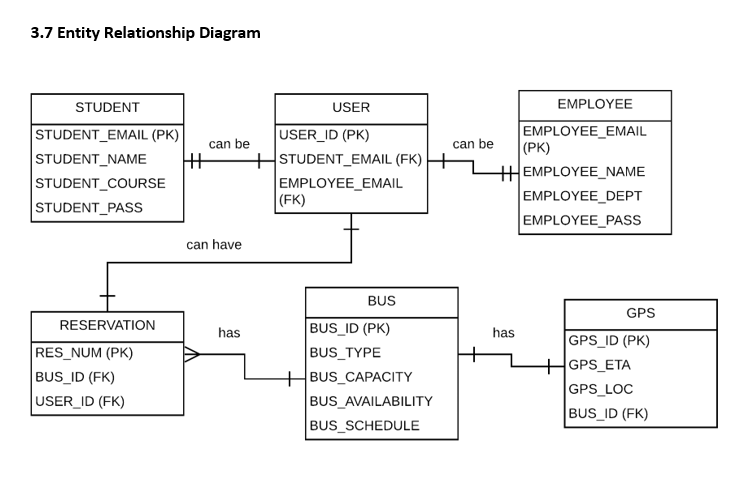 3.7 Entity Relationship Diagram
STUDENT
STUDENT_EMAIL (PK)
STUDENT_NAME
STUDENT_COURSE
STUDENT_PASS
can be
USER
USER_ID (PK)
STUDENT_EMAIL (FK)
EMPLOYEE_EMAIL
(FK)
can be
EMPLOYEE
EMPLOYEE_EMAIL
(PK)
EMPLOYEE_NAME
EMPLOYEE_DEPT
EMPLOYEE_PASS
can have
RESERVATION
RES_NUM (PK)
BUS_ID (FK)
USER_ID (FK)
has
BUS
BUS_ID (PK)
BUS_TYPE
BUS_CAPACITY
BUS_AVAILABILITY
BUS_SCHEDULE
has
GPS
GPS_ID (PK)
GPS_ETA
GPS_LOC
BUS_ID (FK)